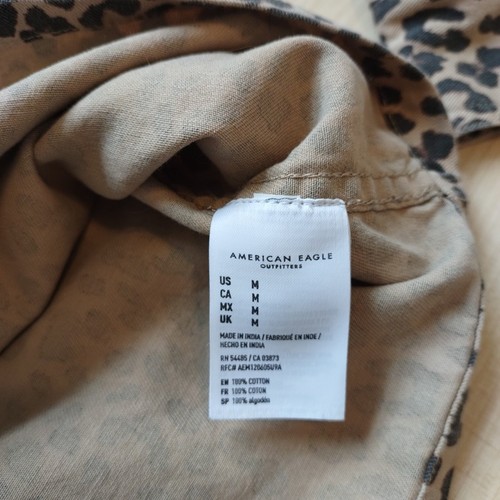 AMERICAN EAGLE
OUTFITTERS
US M
CA M
MX M
UK M
MADE IN INDIA / FABRIQUÉ EN INDE /
HECHO EN INDIA
RN 54485 / CA 03873
RFC# AEM120605U9A
EN 100% COTTON
FR 100% COTON
SP 100% algodón